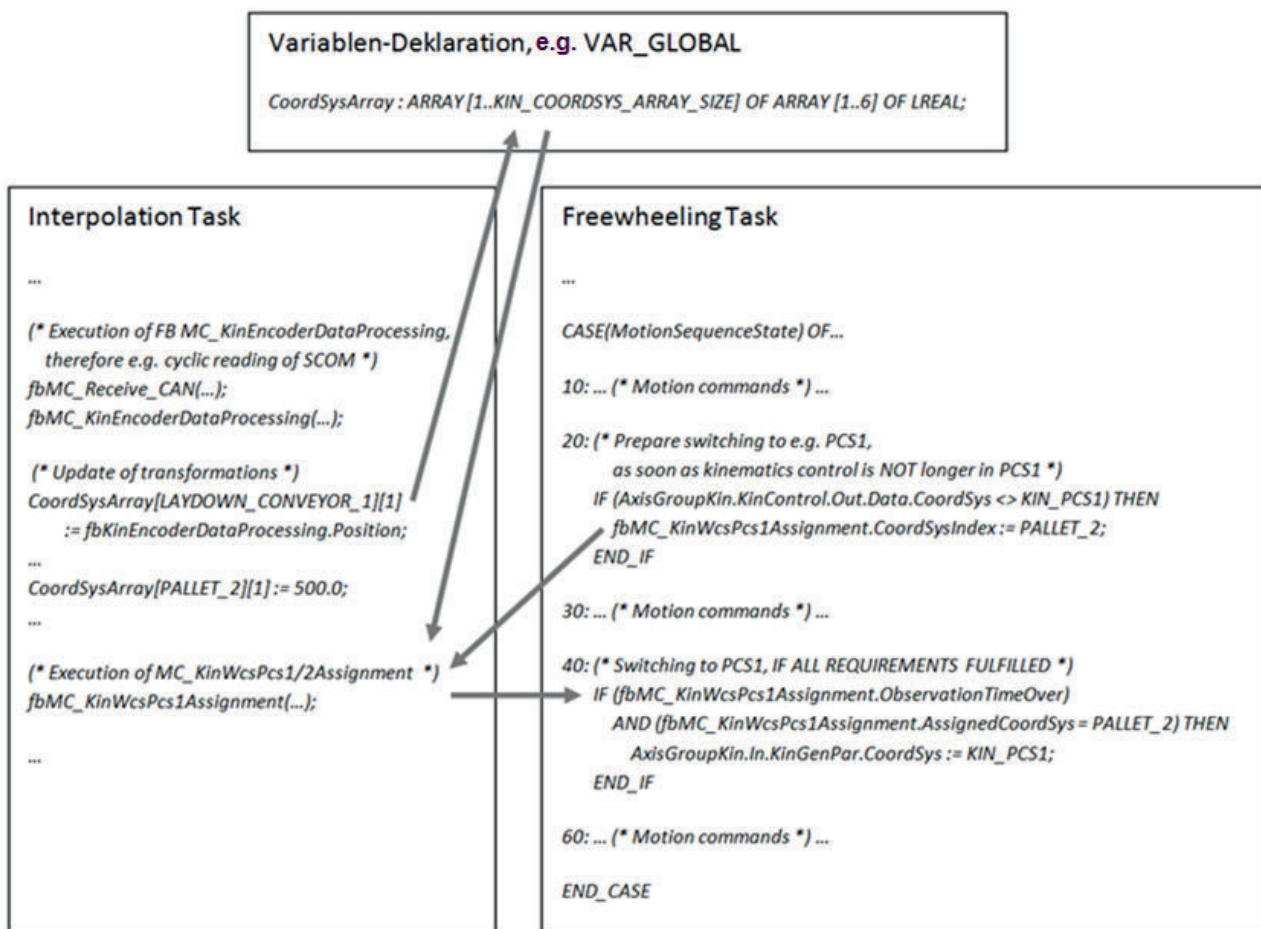 Variablen-Deklaration, e.g. VAR_GLOBAL
CoordSysArray : ARRAY [1..KIN_COORDSYS_ARRAY_SIZE] OF ARRAY [1..6] OF LREAL;
Interpolation Task
...
(* Execution of FB MC_KinEncoderDataProcessing,
therefore e.g. cyclic reading of SCOM *)
fbMC_Receive_CAN(...);
fbMC_KinEncoderDataProcessing(...);
(* Update of transformations *)
CoordSysArray[LAYDOWN_CONVEYOR_1][1]
:= fbKinEncoderDataProcessing.Position;
...
CoordSysArray[PALLET_2][1] := 500.0;
...
(* Execution of MC_KinWcsPcs1/2Assignment *)
fbMC_KinWcsPcs1Assignment(...);
...
Freewheeling Task
...
CASE(MotionSequenceState) OF...
10: ... (* Motion commands *) ...
20: (* Prepare switching to e.g. PCS1,
as soon as kinematics control is NOT longer in PCS1 *)
IF (AxisGroupKin.KinControl.Out.Data.CoordSys <> KIN_PCS1) THEN
fbMC_KinWcsPcs1Assignment.CoordSysIndex := PALLET_2;
END_IF
30: ... (* Motion commands *) ...
40: (* Switching to PCS1, IF ALL REQUIREMENTS FULFILLED *)
IF (fbMC_KinWcsPcs1Assignment.ObservationTimeOver)
AND (fbMC_KinWcsPcs1Assignment.AssignedCoordSys = PALLET_2) THEN
AxisGroupKin.In.KinGenPar.CoordSys := KIN_PCS1;
END_IF
60: ... (* Motion commands *) ...
END_CASE